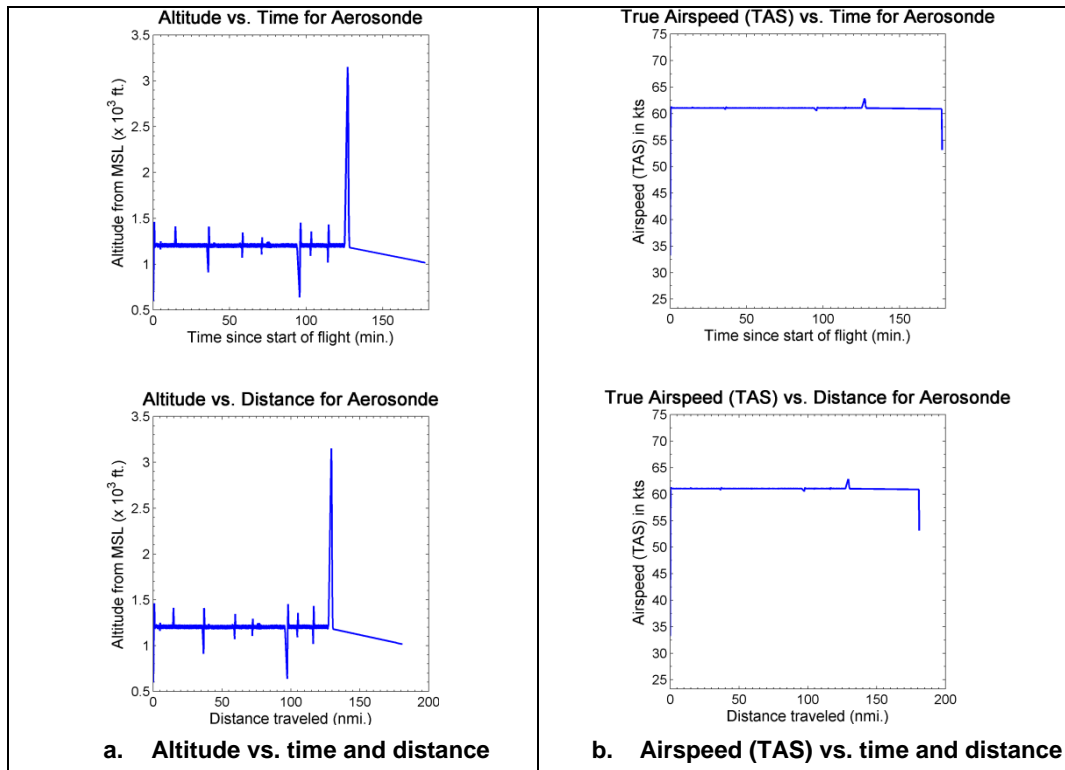 Altitude vs. Time for Aerosonde
3.5
3
2.5
2
1.5
1
0.5
Altitude from MSL (x 10³ ft.)
0 50 100 150
Time since start of flight (min.)
Altitude vs. Distance for Aerosonde
3.5
3
2.5
2
1.5
1
0.5
Altitude from MSL (x 10³ ft.)
0 50 100 150 200
Distance traveled (nmi.)
a. Altitude vs. time and distance
True Airspeed (TAS) vs. Time for Aerosonde
75
70
65
60
55
50
45
40
35
30
25
Airspeed (TAS) in kts
0 50 100 150
Time since start of flight (min.)
True Airspeed (TAS) vs. Distance for Aerosonde
75
70
65
60
55
50
45
40
35
30
25
Airspeed (TAS) in kts
0 50 100 150 200
Distance traveled (nmi.)
b. Airspeed (TAS) vs. time and distance